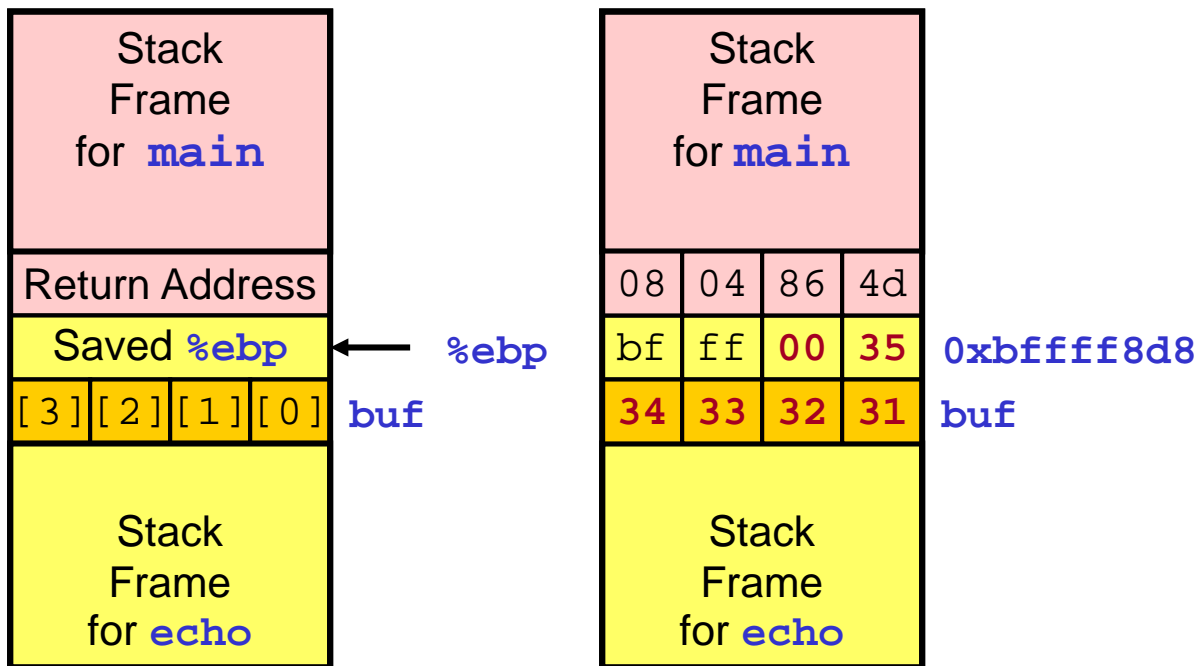 Stack
Frame
for main
Return Address
Saved %ebp
%ebp
[3] [2] [1] [0]
buf
Stack
Frame
for echo
Stack
Frame
for main
08 04 86 4d
bf ff 00 35
0xbffff8d8
34 33 32 31
buf
Stack
Frame
for echo